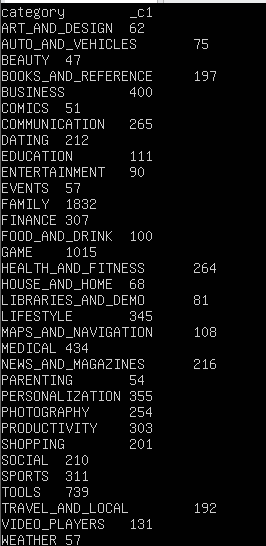 category _c1
ART_AND_DESIGN 62
AUTO_AND_VEHICLES 75
BEAUTY 47
BOOKS_AND_REFERENCE 197
BUSINESS 400
COMICS 51
COMMUNICATION 265
DATING 212
EDUCATION 111
ENTERTAINMENT 90
EVENTS 57
FAMILY 1832
FINANCE 307
FOOD_AND_DRINK 100
GAME 1015
HEALTH_AND_FITNESS 264
HOUSE_AND_HOME 68
LIBRARIES_AND_DEMO 81
LIFESTYLE 345
MAPS_AND_NAVIGATION 108
MEDICAL 434
NEWS_AND_MAGAZINES 216
PARENTING 54
PERSONALIZATION 355
PHOTOGRAPHY 254
PRODUCTIVITY 303
SHOPPING 201
SOCIAL 210
SPORTS 311
TOOLS 739
TRAVEL_AND_LOCAL 192
VIDEO_PLAYERS 131
WEATHER 57